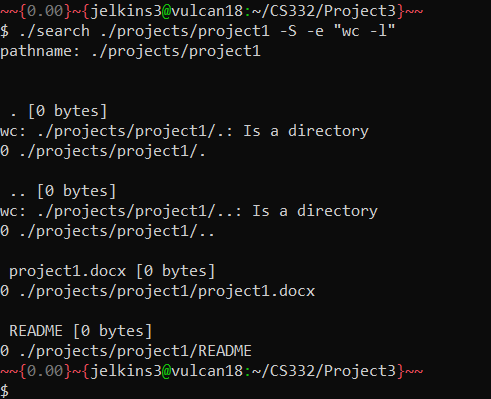 ~~{0.00}~{jelkins3@vulcan18:~/CS332/Project3}~~
$ ./search ./projects/project1 -S -e "wc -l"
pathname: ./projects/project1
. [0 bytes]
wc: ./projects/project1/.: Is a directory
0 ./projects/project1/.
.. [0 bytes]
wc: ./projects/project1/..: Is a directory
0 ./projects/project1/..
project1.docx [0 bytes]
0 ./projects/project1/project1.docx
README [0 bytes]
0 ./projects/project1/README
~~{0.00}~{jelkins3@vulcan18:~/CS332/Project3}~~
$